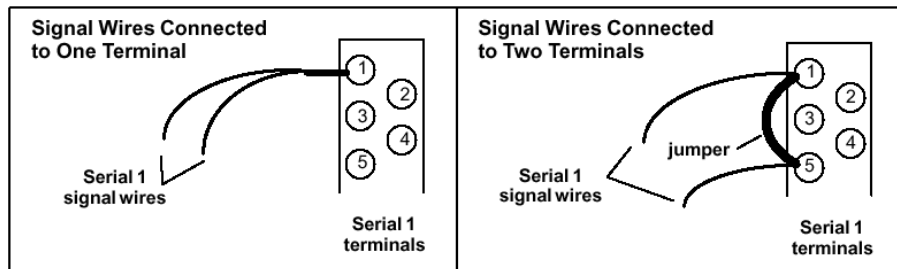 Signal Wires Connected
to One Terminal
1
2
3
4
5
Serial 1
signal wires
Serial 1
terminals
Signal Wires Connected
to Two Terminals
1
2
3
4
jumper
5
Serial 1
signal wires
Serial 1
terminals